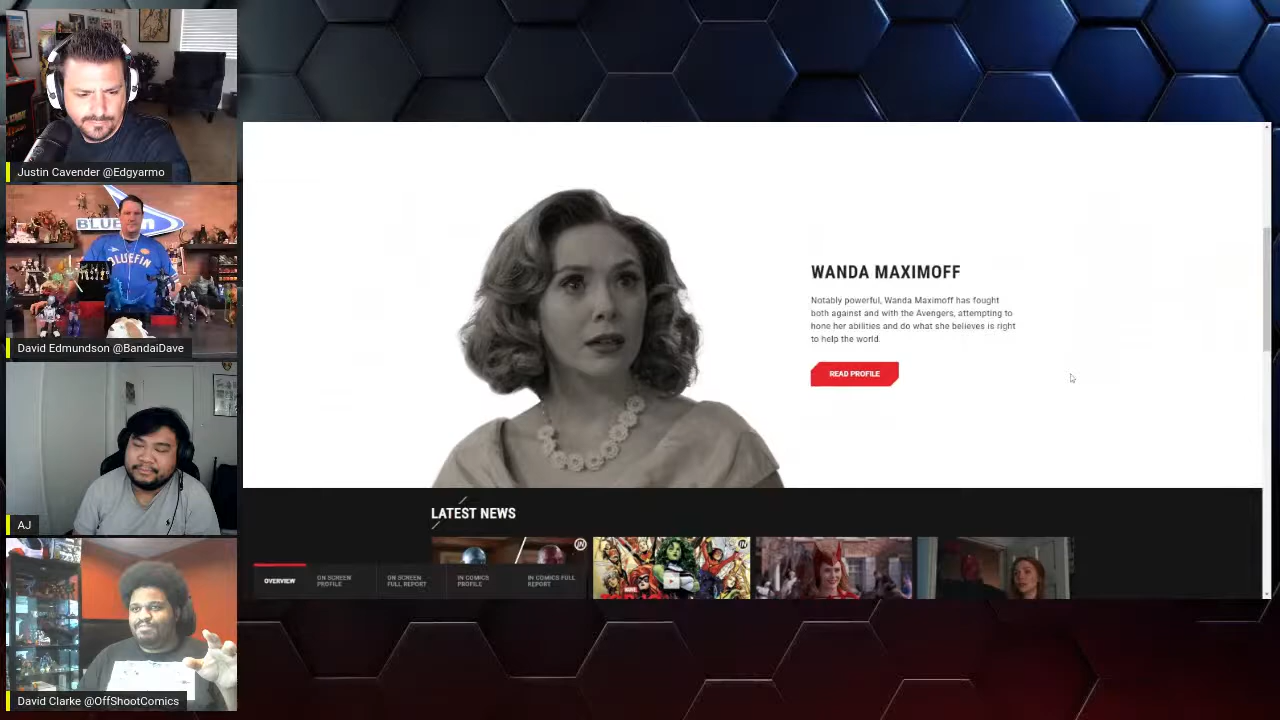 Justin Cavender @Edgyarmo
BLUEFIN
David Edmundson @BandaiDave
AJ
David Clarke @OffShootComics
WANDA MAXIMOFF
Notably powerful, Wanda Maximoff has fought
both against and with the Avengers, attempting to
hone her abilities and do what she believes is right
to help the world.
READ PROFILE
LATEST NEWS
OVERVIEW
ON SCREEN
PROFILE
ON SCREEN
FULL REPORT
IN COMICS
PROFILE
IN COMICS FULL
REPORT